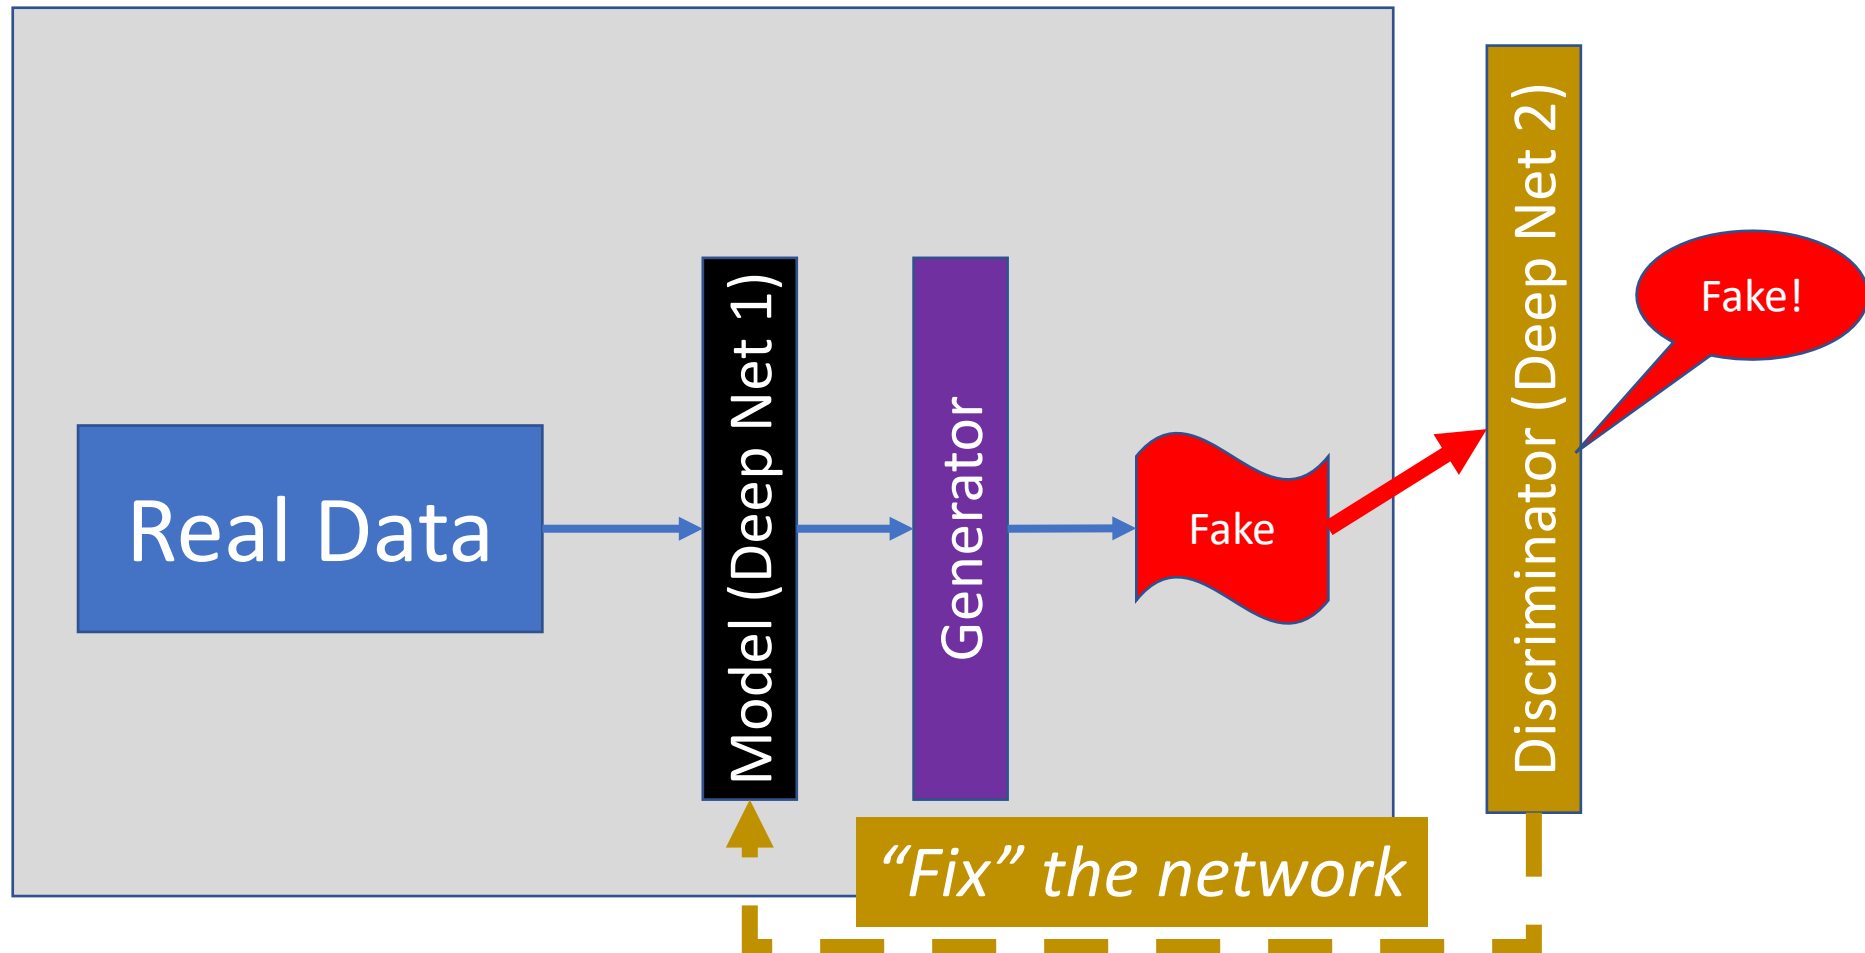 Real Data
Model (Deep Net 1)
Generator
Fake
Discriminator (Deep Net 2)
Fake!
“Fix” the network